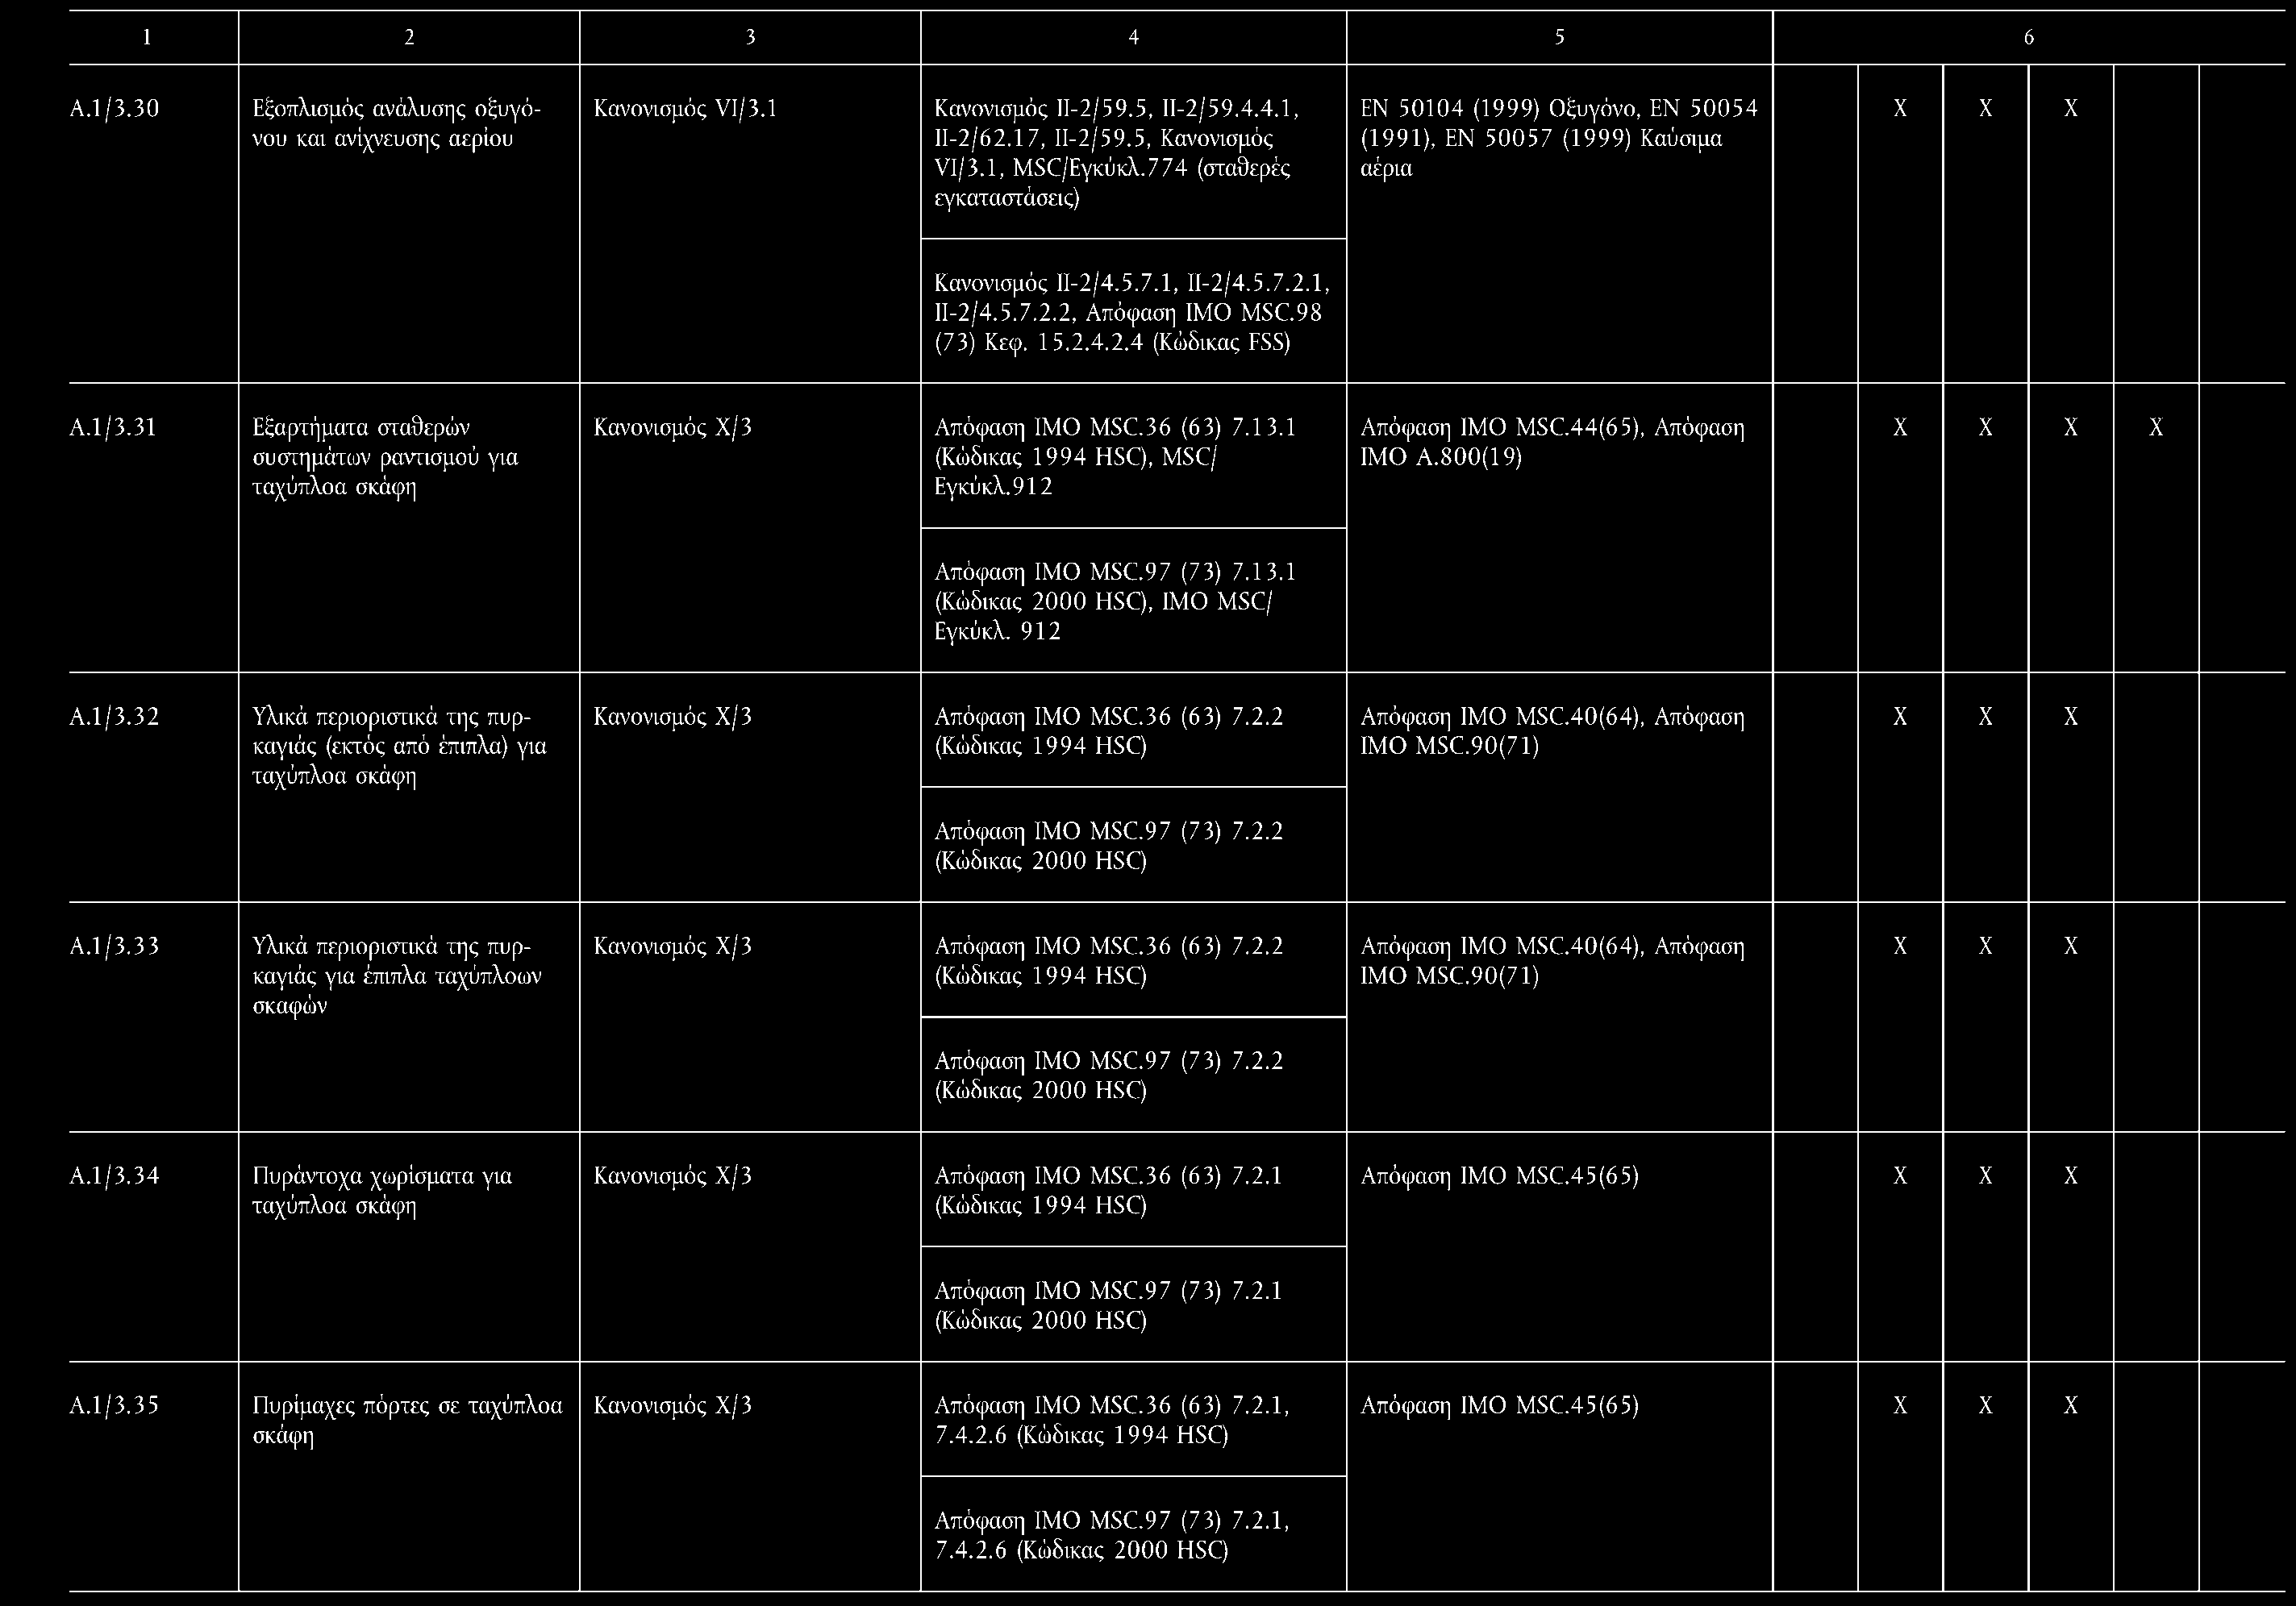 1 2 3 4 5 6
A.1/3.30
Εξοπλισμός ανάλυσης οξυγό-
νου και ανίχνευσης αερίου
Κανονισμός VI/3.1
Κανονισμός II-2/59.5, II-2/59.4.4.1,
II-2/62.17, II-2/59.5, Κανονισμός
VI/3.1, MSC/Εγκύκλ.774 (σταθερές
εγκαταστάσεις)
Κανονισμός II-2/4.5.7.1, II-2/4.5.7.2.1,
II-2/4.5.7.2.2, Απόφαση IMO MSC.98
(73) Κεφ. 15.2.4.2.4 (Κώδικας FSS)
EN 50104 (1999) Οξυγόνο, EN 50054
(1991), EN 50057 (1999) Καύσιμα
αέρια
X X X
A.1/3.31
Εξαρτήματα σταθερών
συστημάτων ραντισμού για
ταχύπλοα σκάφη
Κανονισμός X/3
Απόφαση IMO MSC.36 (63) 7.13.1
(Κώδικας 1994 HSC), MSC/
Εγκύκλ.912
Απόφαση IMO MSC.97 (73) 7.13.1
(Κώδικας 2000 HSC), IMO MSC/
Εγκύκλ. 912
Απόφαση IMO MSC.44(65), Απόφαση
IMO A.800(19)
X X X X
A.1/3.32
Υλικά περιοριστικά της πυρ-
καγιάς (εκτός από έπιπλα) για
ταχύπλοα σκάφη
Κανονισμός X/3
Απόφαση IMO MSC.36 (63) 7.2.2
(Κώδικας 1994 HSC)
Απόφαση IMO MSC.97 (73) 7.2.2
(Κώδικας 2000 HSC)
Απόφαση IMO MSC.40(64), Απόφαση
IMO MSC.90(71)
X X X
A.1/3.33
Υλικά περιοριστικά της πυρ-
καγιάς για έπιπλα ταχύπλοων
σκαφών
Κανονισμός X/3
Απόφαση IMO MSC.36 (63) 7.2.2
(Κώδικας 1994 HSC)
Απόφαση IMO MSC.97 (73) 7.2.2
(Κώδικας 2000 HSC)
Απόφαση IMO MSC.40(64), Απόφαση
IMO MSC.90(71)
X X X
A.1/3.34
Πυράντοχα χωρίσματα για
ταχύπλοα σκάφη
Κανονισμός X/3
Απόφαση IMO MSC.36 (63) 7.2.1
(Κώδικας 1994 HSC)
Απόφαση IMO MSC.97 (73) 7.2.1
(Κώδικας 2000 HSC)
Απόφαση IMO MSC.45(65)
X X X
A.1/3.35
Πυρίμαχες πόρτες σε ταχύπλοα
σκάφη
Κανονισμός X/3
Απόφαση IMO MSC.36 (63) 7.2.1,
7.4.2.6 (Κώδικας 1994 HSC)
Απόφαση IMO MSC.97 (73) 7.2.1,
7.4.2.6 (Κώδικας 2000 HSC)
Απόφαση IMO MSC.45(65)
X X X